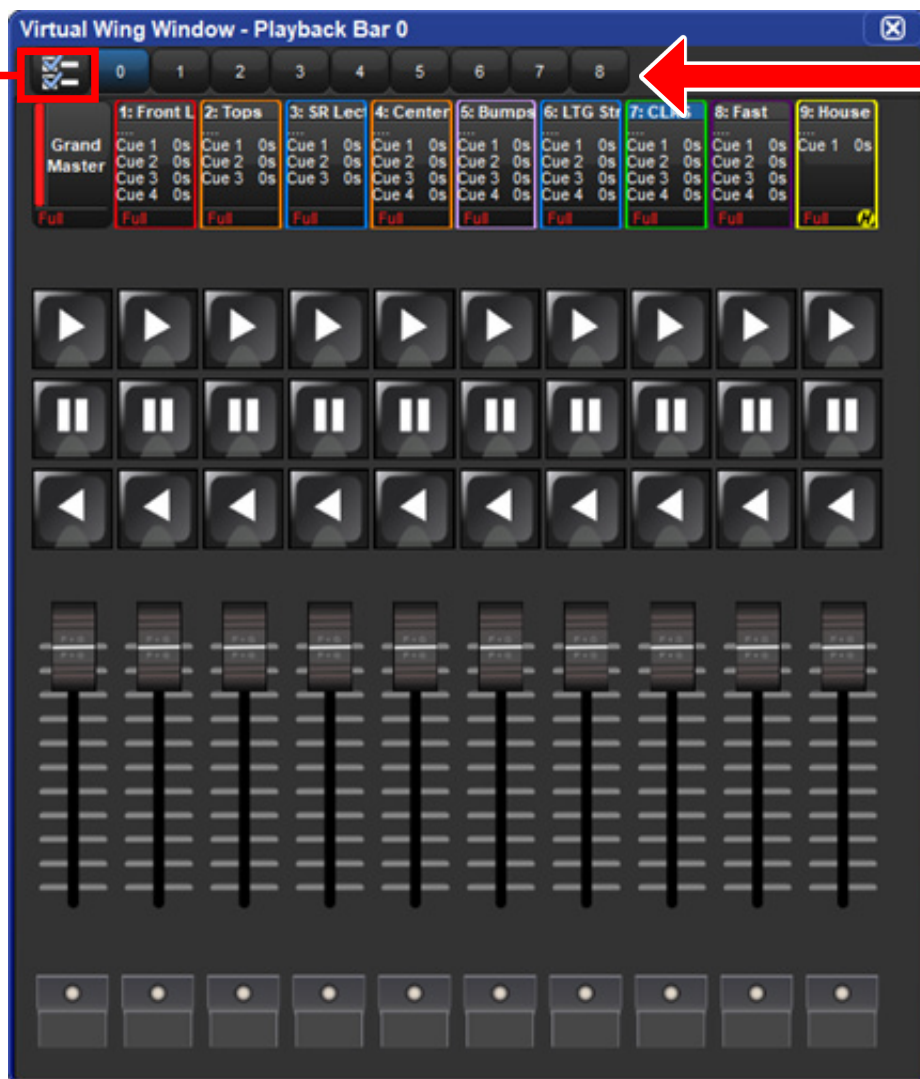 Virtual Wing Window - Playback Bar 0
0 1 2 3 4 5 6 7 8
Grand Master
Full
1: Front L
....
Cue 1 0s
Cue 2 0s
Cue 3 0s
Cue 4 0s
Full
2: Tops
....
Cue 1 0s
Cue 2 0s
Cue 3 0s
Full
3: SR Lect
....
Cue 1 0s
Cue 2 0s
Cue 3 0s
Full
4: Center
....
Cue 1 0s
Cue 2 0s
Cue 3 0s
Cue 4 0s
Full
5: Bumps
....
Cue 1 0s
Cue 2 0s
Cue 3 0s
Cue 4 0s
Full
6: LTG Str
....
Cue 1 0s
Cue 2 0s
Cue 3 0s
Cue 4 0s
Full
7:
....
Cue 1 0s
Cue 2 0s
Cue 3 0s
Cue 4 0s
Full
8: Fast
....
Cue 1 0s
Cue 2 0s
Cue 3 0s
Cue 4 0s
Full
9: House
Cue 1 0s
Full